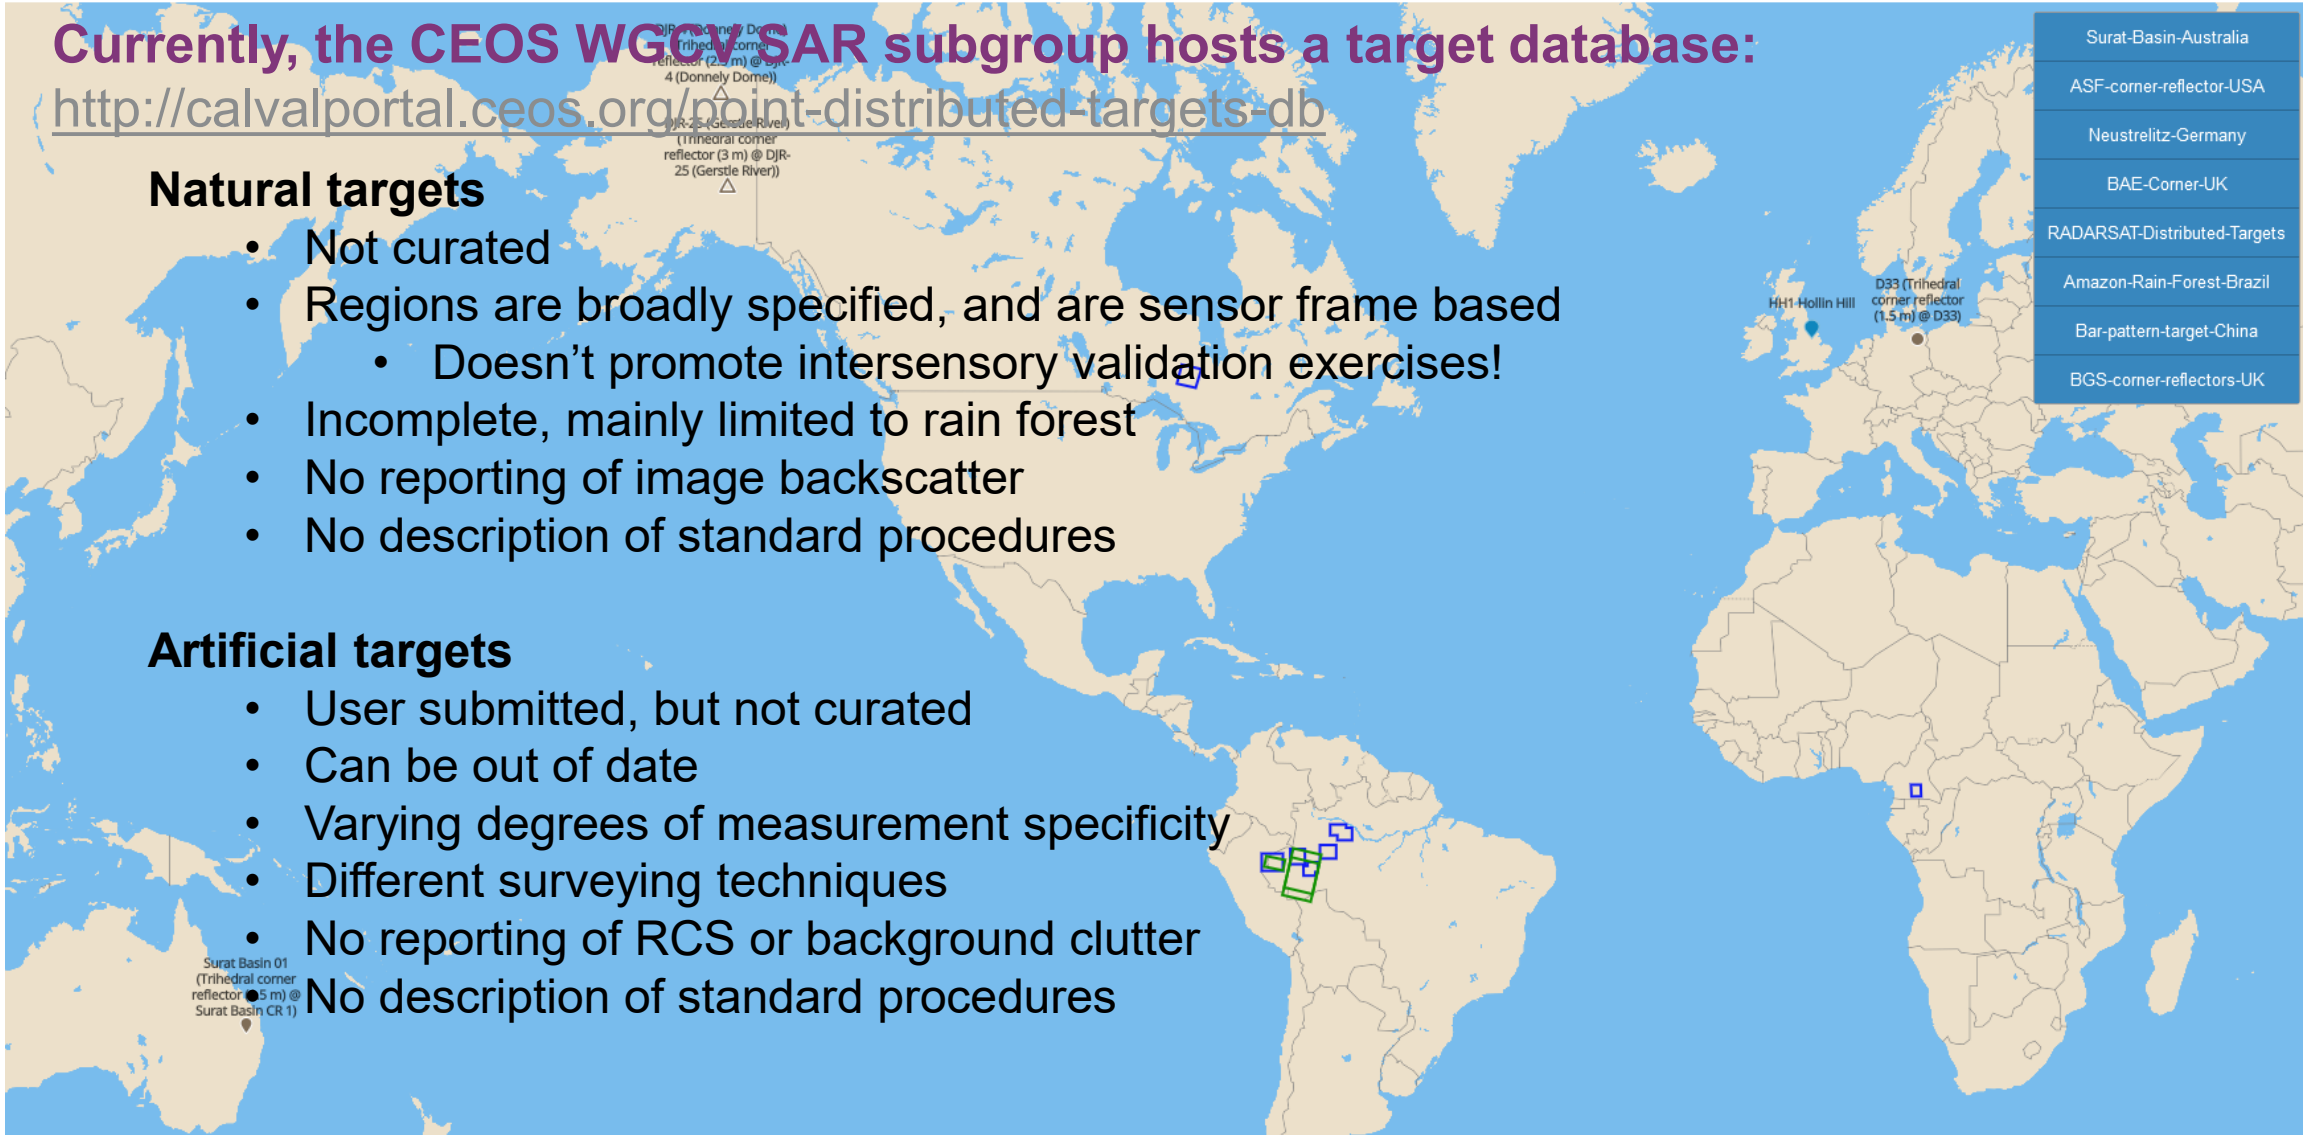 Currently, the CEOS WGCV SAR subgroup hosts a target database:
http://calvalportal.ceos.org/point-distributed-targets-db
Natural targets
• Not curated
• Regions are broadly specified, and are sensor frame based
• Doesn’t promote intersensory validation exercises!
• Incomplete, mainly limited to rain forest
• No reporting of image backscatter
• No description of standard procedures
Artificial targets
• User submitted, but not curated
• Can be out of date
• Varying degrees of measurement specificity
• Different surveying techniques
• No reporting of RCS or background clutter
• No description of standard procedures
Trihedral corner
4 (Donnely Dome))
DJR-25 (Gerstle River)
(Trihedral corner
reflector (3 m) @ DJR-
25 (Gerstle River))
HH1 Hollin Hill
D33 (Trihedral
corner reflector
(1.5 m) @ D33)
Surat Basin 01
(Trihedral corner
reflector 5 m) @
Surat Basin CR 1)
Surat-Basin-Australia
ASF-corner-reflector-USA
Neustrelitz-Germany
BAE-Corner-UK
RADARSAT-Distributed-Targets
Amazon-Rain-Forest-Brazil
Bar-pattern-target-China
BGS-corner-reflectors-UK